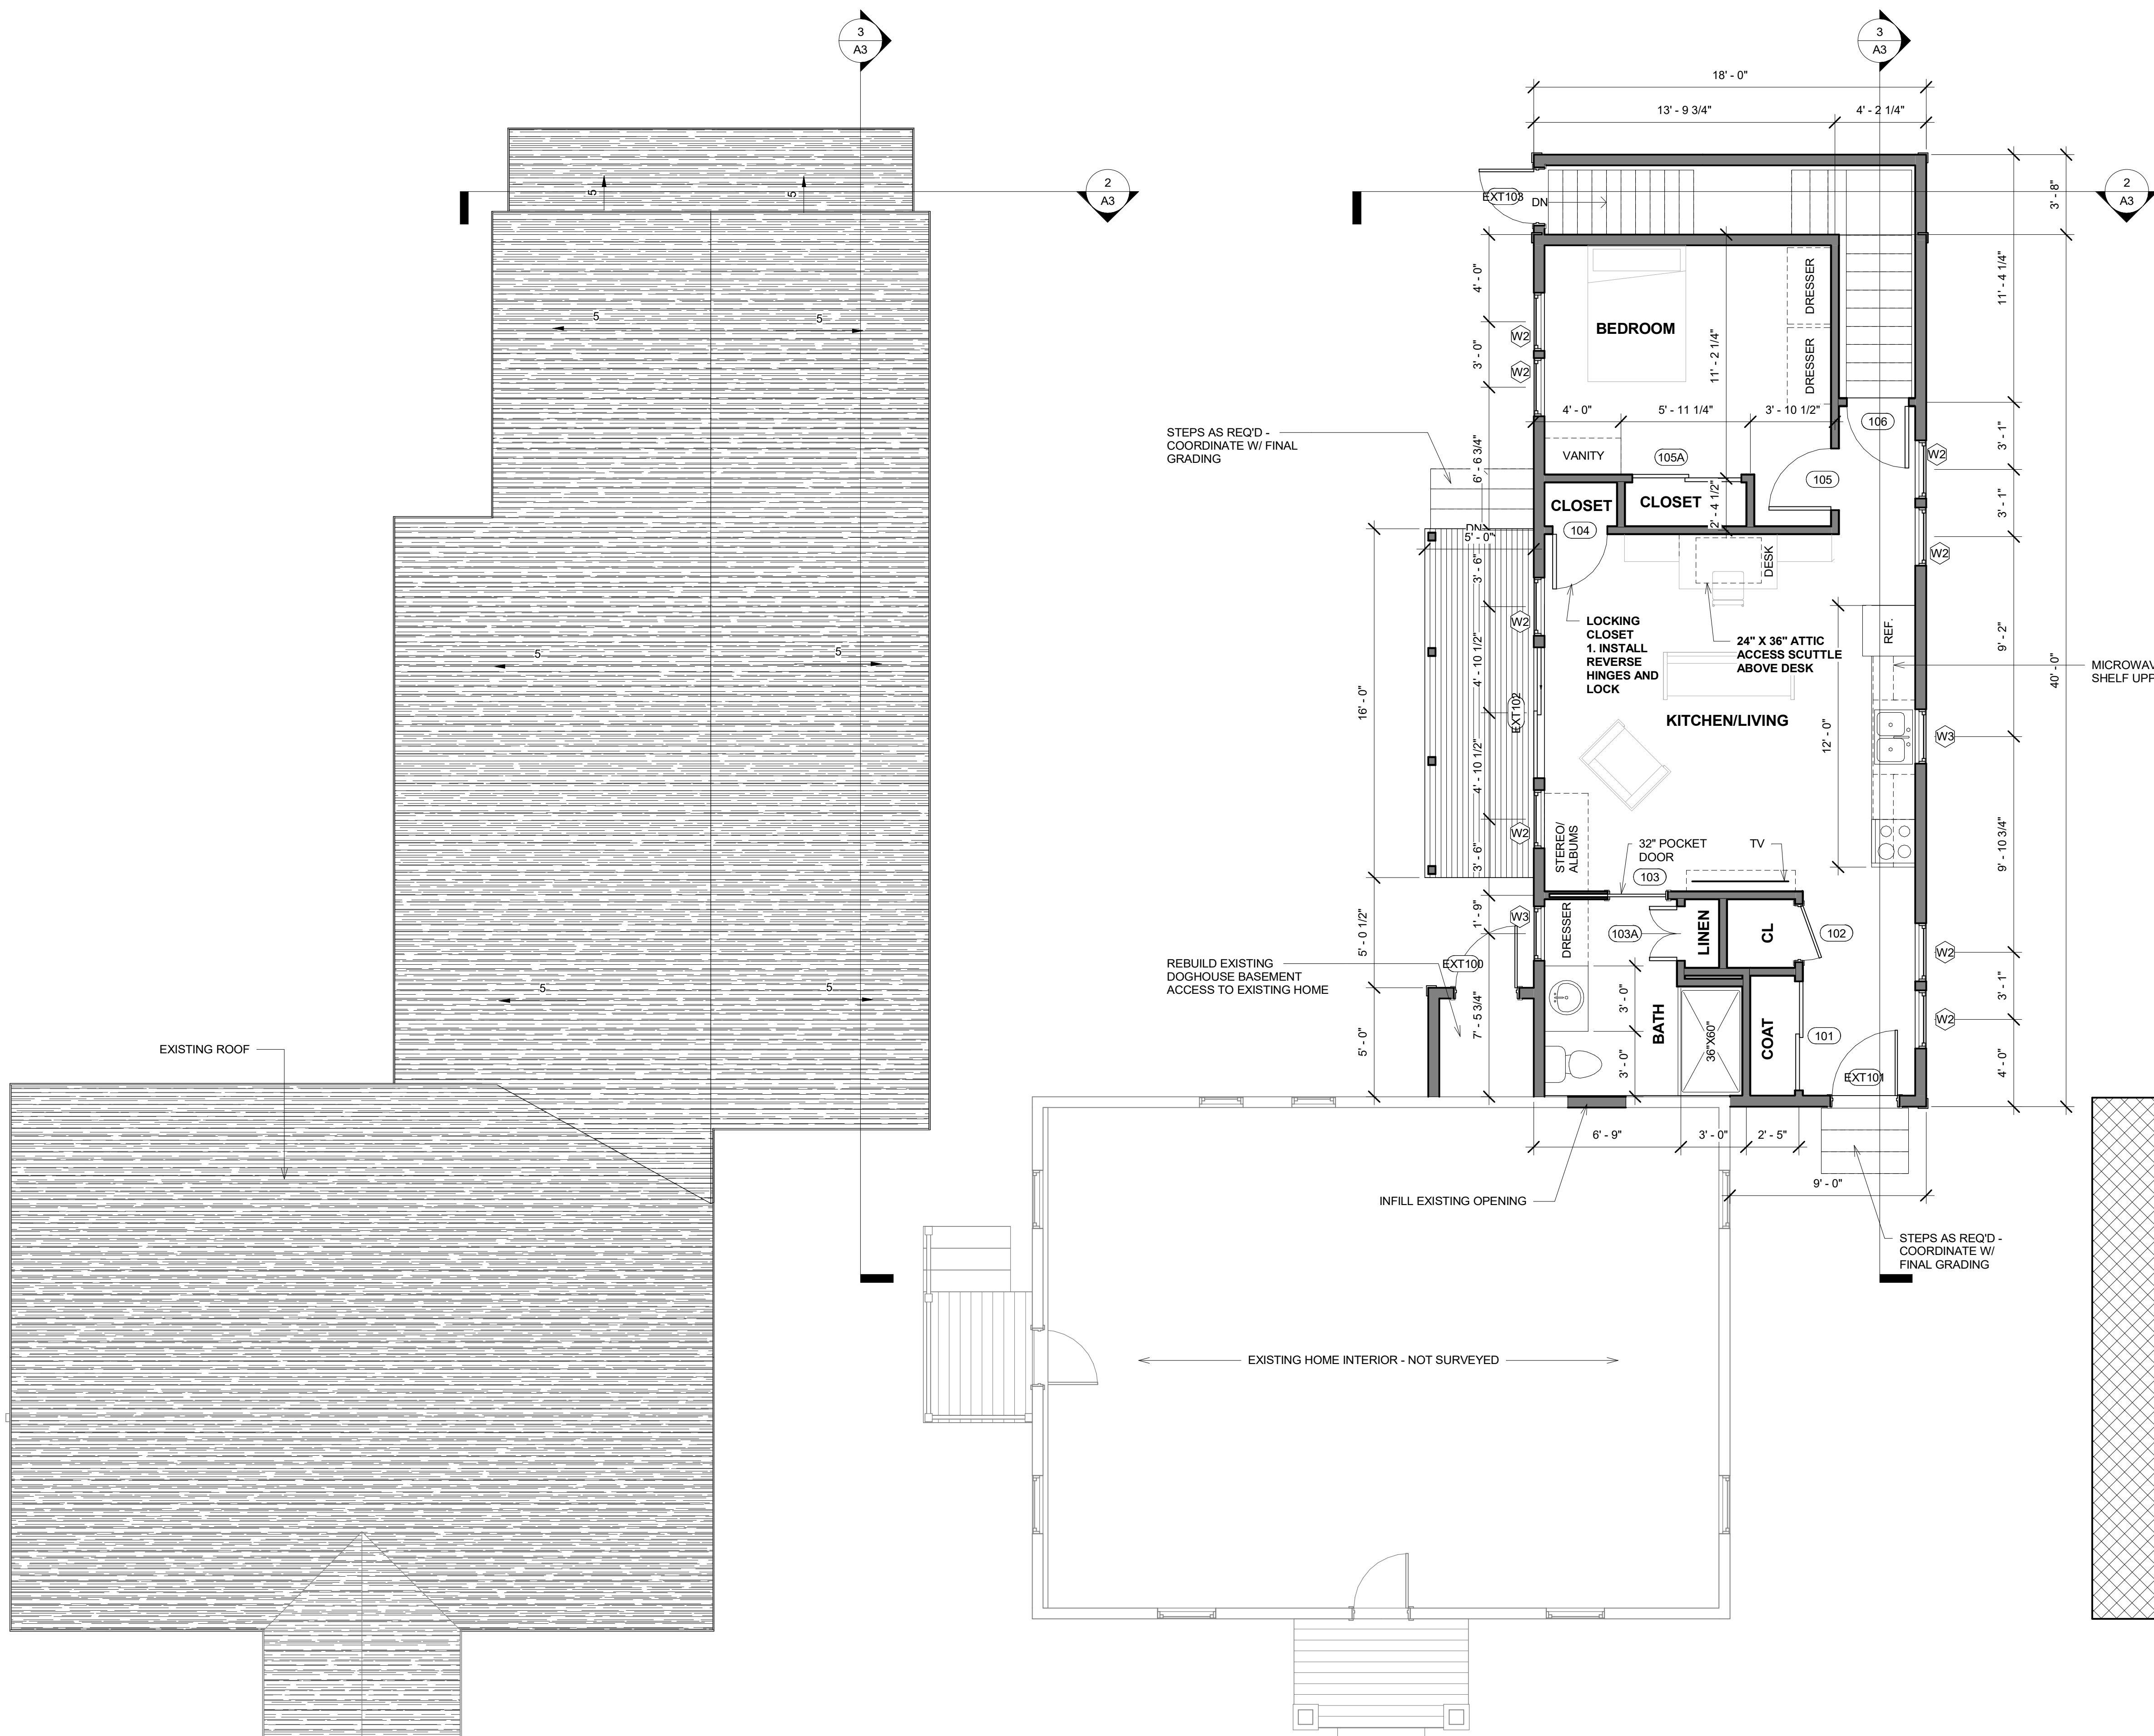 3
A3
2
A3
5
5
5
5
5
5
5
5
EXISTING ROOF
3
A3
2
A3
18' - 0"
13' - 9 3/4"
4' - 2 1/4"
3' - 8"
40' - 0"
11' - 4 1/4"
3' - 1"
3' - 1"
9' - 2"
9' - 10 3/4"
3' - 1"
4' - 0"
EXT103
DN
4' - 0"
3' - 0"
6' - 6 3/4"
W2
W2
BEDROOM
DRESSER
DRESSER
11' - 2 1/4"
4' - 0"
5' - 11 1/4"
3' - 10 1/2"
VANITY
105A
105
106
W2
W2
CLOSET
CLOSET
104
2' - 4 1/2"
STEPS AS REQ'D -
COORDINATE W/ FINAL
GRADING
DN
5' - 0"
3' - 6"
4' - 10 1/2"
4' - 10 1/2"
3' - 6"
1' - 9"
7' - 5 3/4"
16' - 0"
5' - 0 1/2"
5' - 0"
W2
EXT102
W2
DESK
LOCKING
CLOSET
1. INSTALL
REVERSE
HINGES AND
LOCK
24" X 36" ATTIC
ACCESS SCUTTLE
ABOVE DESK
REF.
SHELF
KITCHEN/LIVING
12' - 0"
W3
STEREO/
ALBUMS
32" POCKET
DOOR
103
TV
W3
DRESSER
103A
LINEN
CL
102
W2
W2
EXT100
REBUILD EXISTING
DOGHOUSE BASEMENT
ACCESS TO EXISTING HOME
3' - 0"
3' - 0"
BATH
36"X60"
COAT
101
EXT101
6' - 9"
3' - 0"
2' - 5"
9' - 0"
INFILL EXISTING OPENING
STEPS AS REQ'D -
COORDINATE W/
FINAL GRADING
EXISTING HOME INTERIOR - NOT SURVEYED